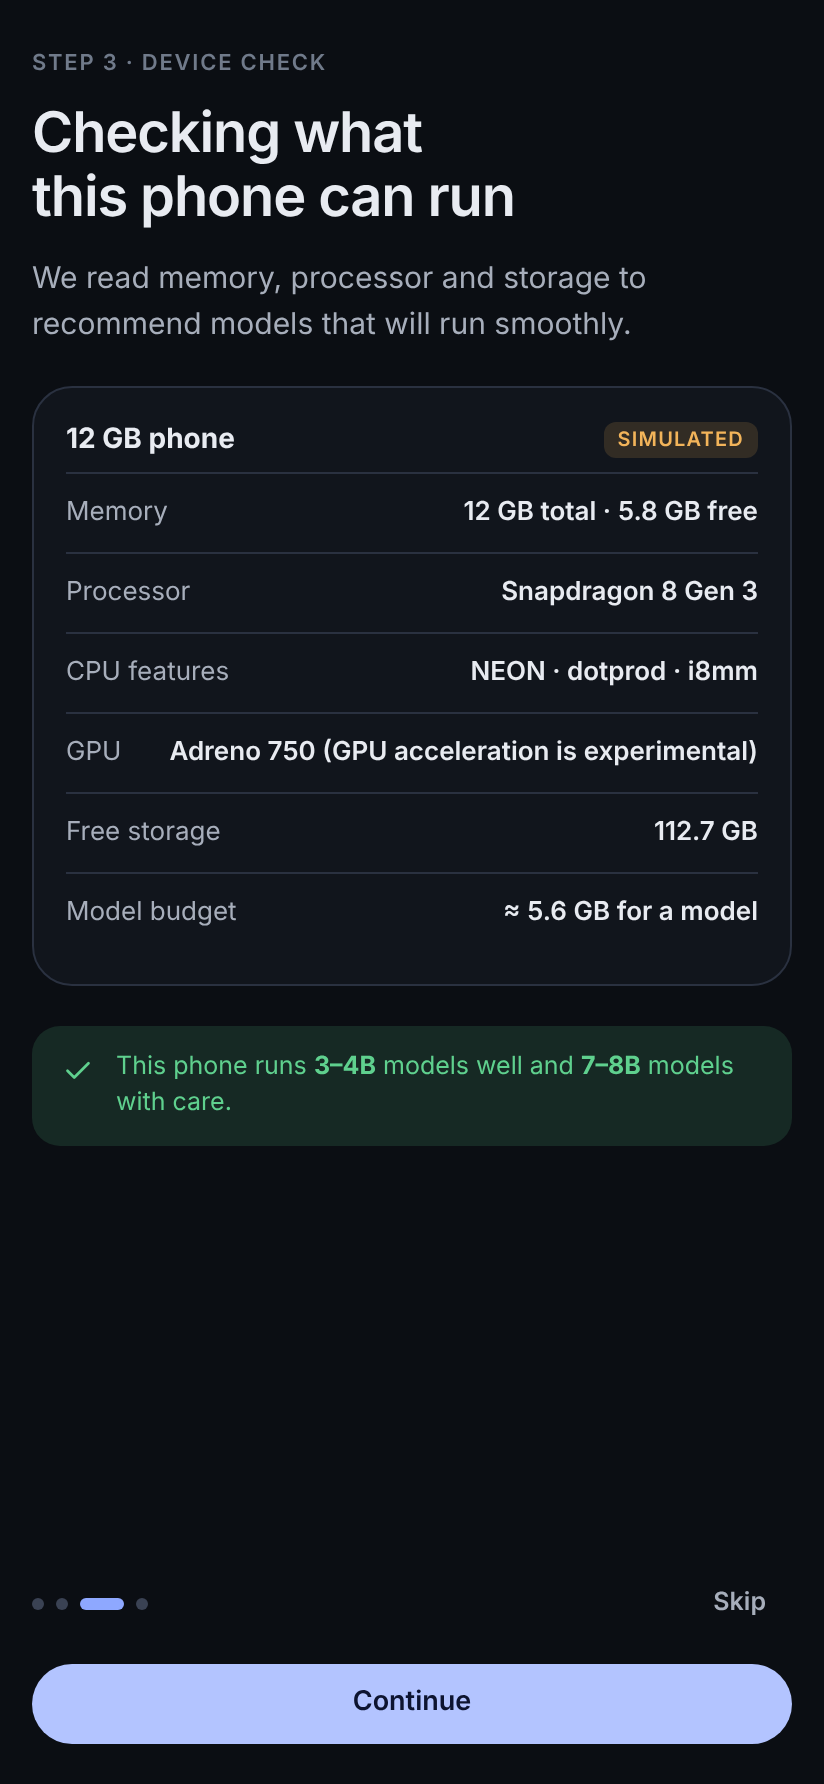 STEP 3 · DEVICE CHECK
Checking what
this phone can run
We read memory, processor and storage to
recommend models that will run smoothly.
12 GB phone SIMULATED
Memory 12 GB total · 5.8 GB free
Processor Snapdragon 8 Gen 3
CPU features NEON · dotprod · i8mm
GPU Adreno 750 (GPU acceleration is experimental)
Free storage 112.7 GB
Model budget ≈ 5.6 GB for a model
This phone runs 3–4B models well and 7–8B models
with care.
Skip
Continue